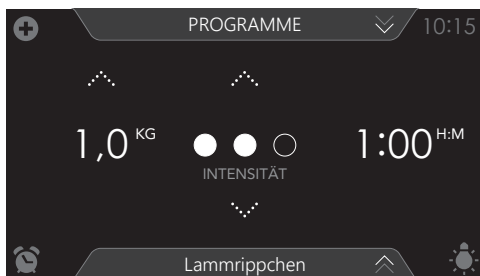 PROGRAMME 10:15
1,0 KG 1:00 H:M
INTENSITÄT
Lammrippchen